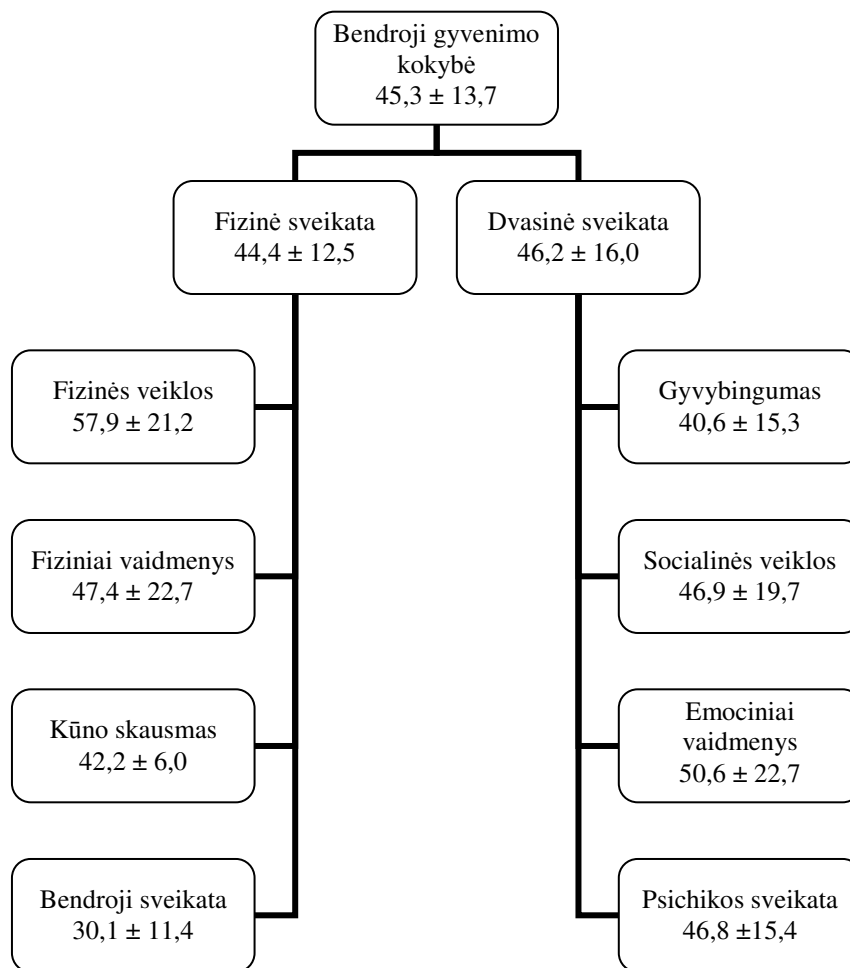 Bendroji gyvenimo
kokybė
45,3 ± 13,7
Fizinė sveikata
44,4 ± 12,5
Dvasinė sveikata
46,2 ± 16,0
Fizinės veiklos
57,9 ± 21,2
Gyvybingumas
40,6 ± 15,3
Fiziniai vaidmenys
47,4 ± 22,7
Socialinės veiklos
46,9 ± 19,7
Kūno skausmas
42,2 ± 6,0
Emociniai
vaidmenys
50,6 ± 22,7
Bendroji sveikata
30,1 ± 11,4
Psichikos sveikata
46,8 ±15,4